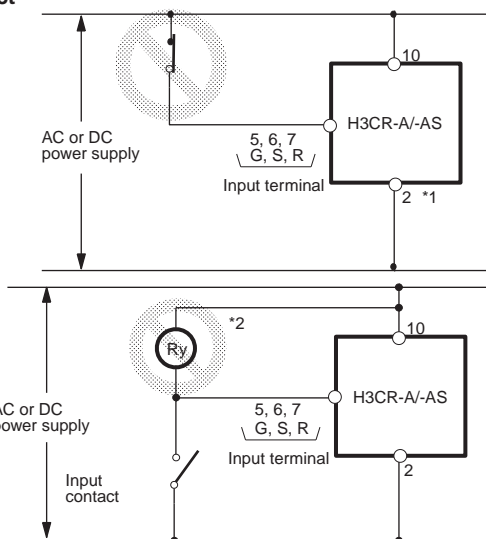 10
H3CR-A/-AS
AC or DC
power supply
5, 6, 7
G, S, R
Input terminal
2 *1
*2
10
Ry
H3CR-A/-AS
AC or DC
power supply
5, 6, 7
G, S, R
Input terminal
2
Input
contact